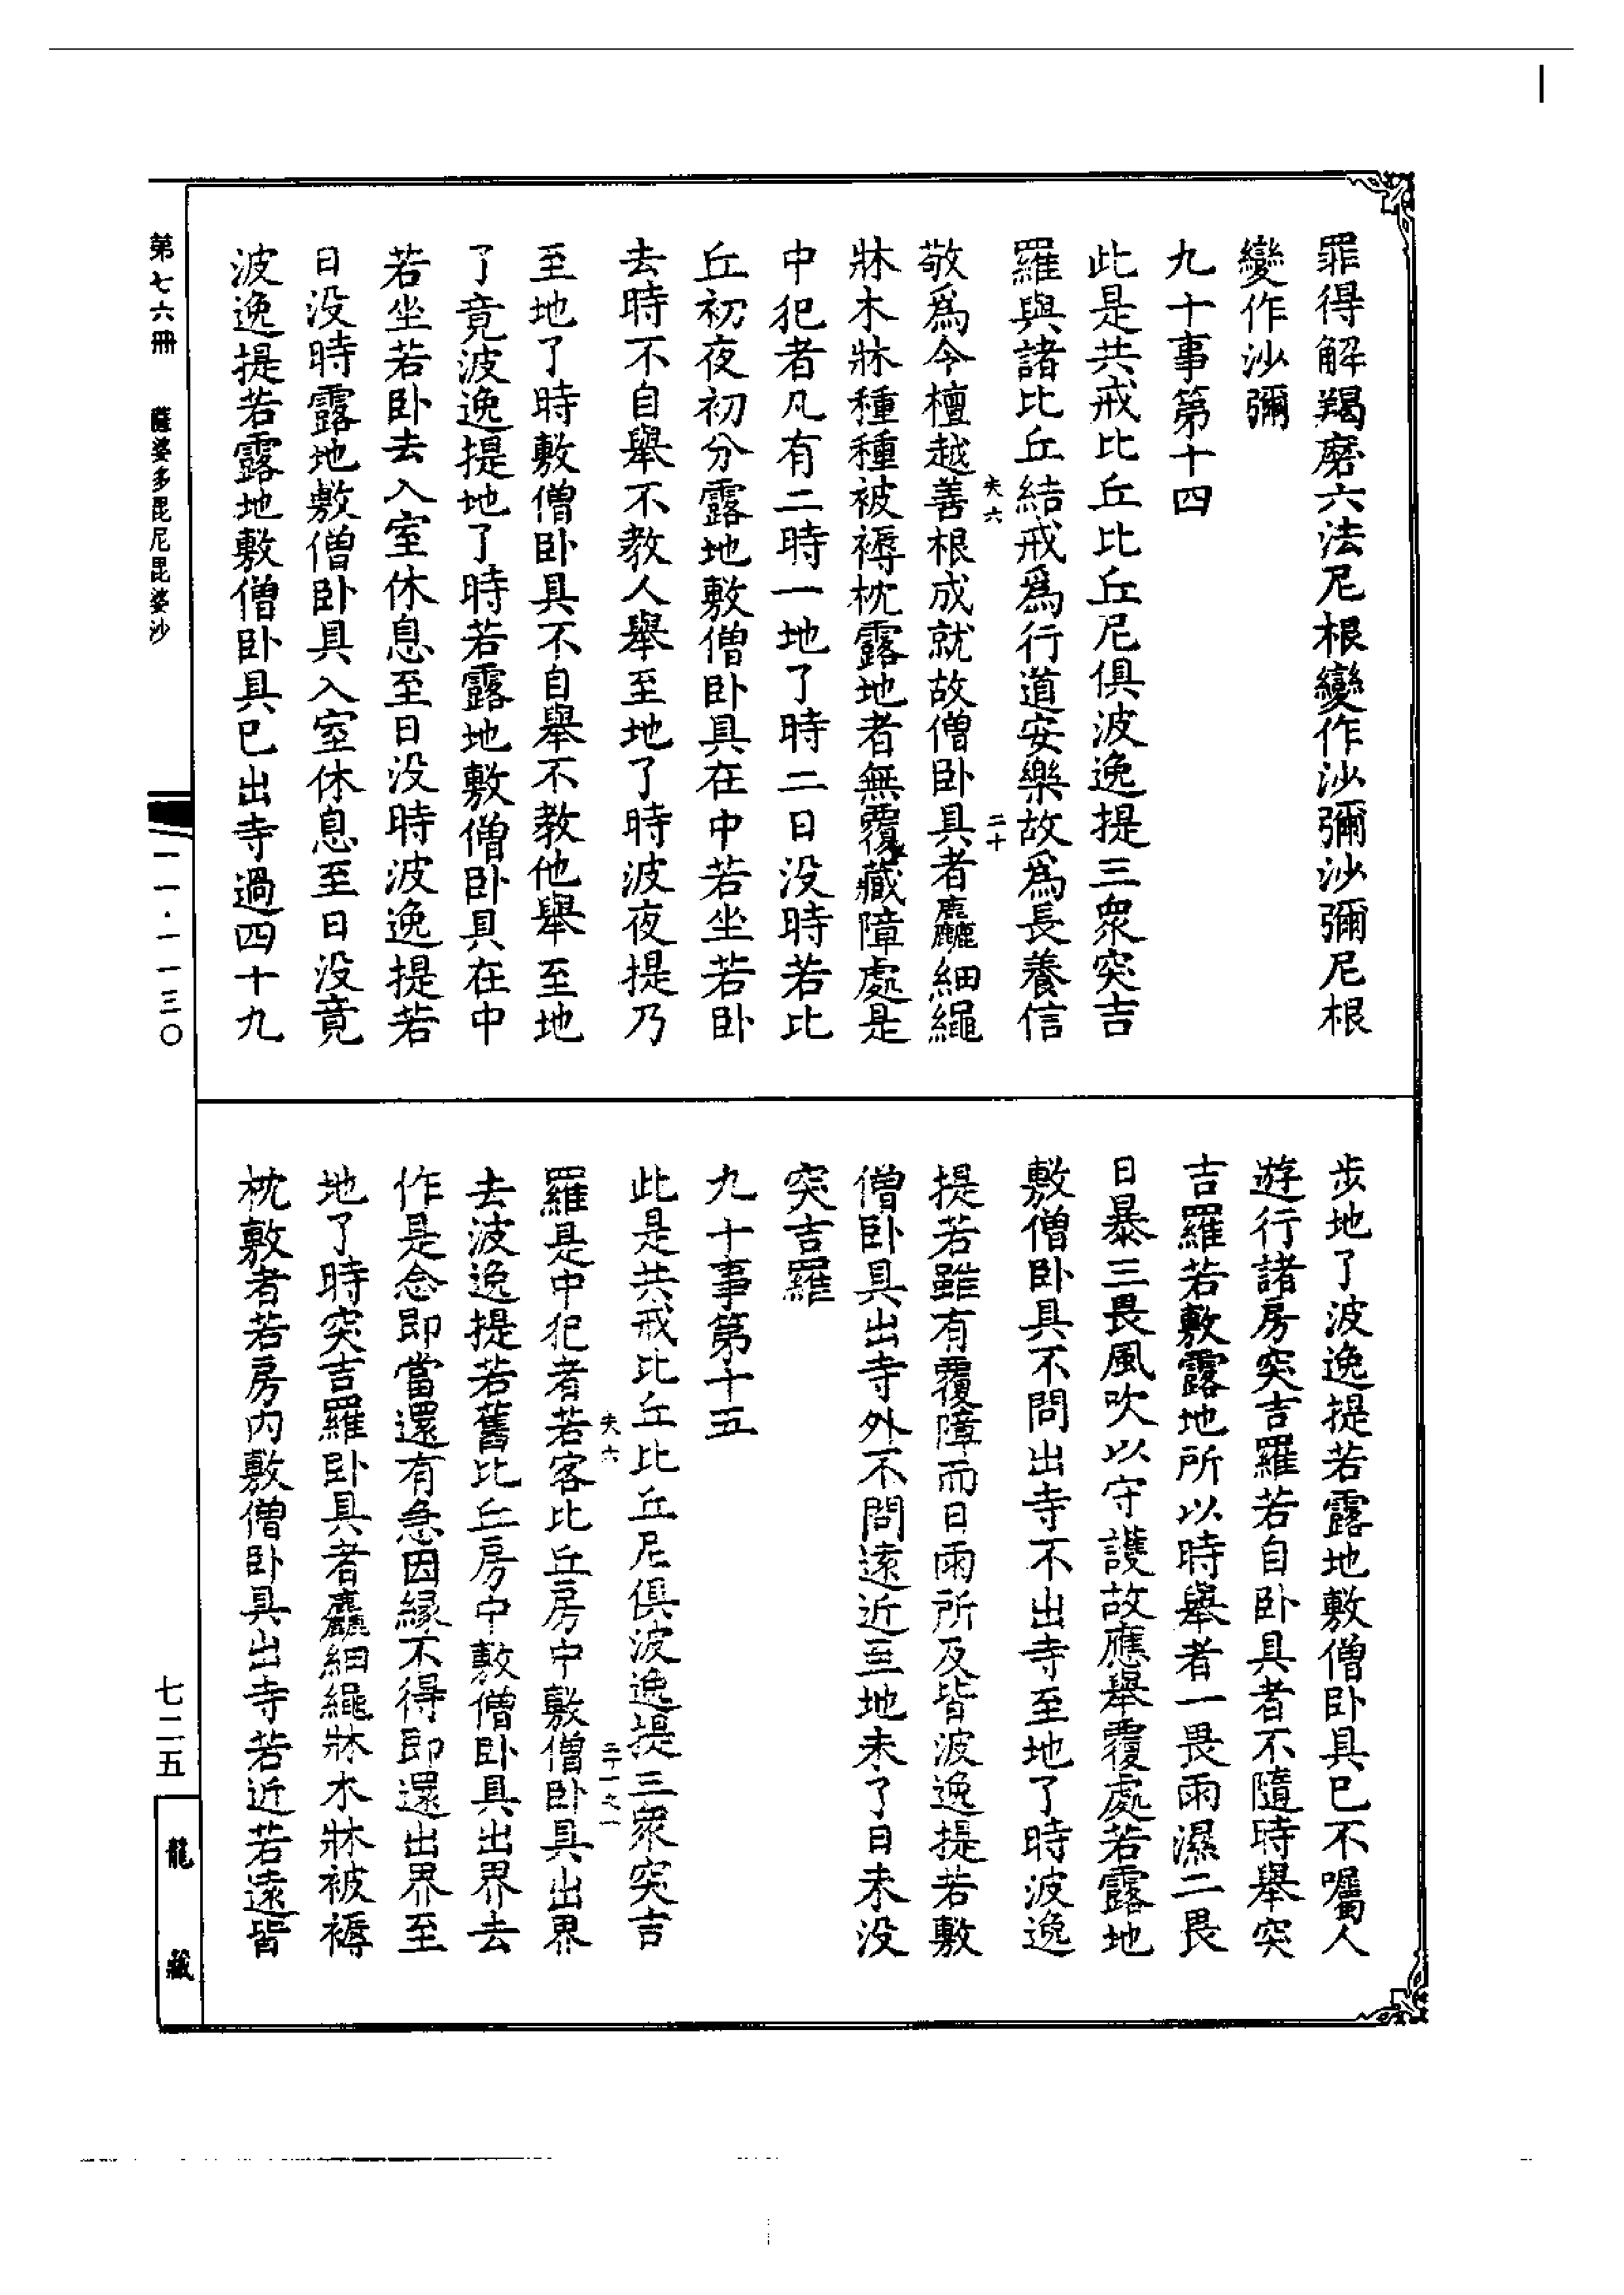 罪得解羯磨六法尼根變作沙彌沙彌尼根
變作沙彌
九十事第十四
此是共戒比丘比丘尼俱波逸提三衆突吉
羅與諸比丘結戒爲行道安樂故爲長養信
夫六
二十
敬爲令檀越善根成就故僧卧具者麤細繩
牀木牀種種被褥枕露地者無覆藏障處是
中犯者凡有二時一地了時二日没時若比
丘初夜初分露地敷僧卧具在中若坐若卧
去時不自舉不教人舉至地了時波夜提乃
至地了時敷僧卧具不自舉不教他舉至地
了竟波逸提地了時若露地敷僧卧具在中
若坐若卧去入室休息至日没時波逸提若
日没時露地敷僧卧具入室休息至日没竟
波逸提若露地敷僧卧具已出寺過四十九
步地了波逸提若露地敷僧卧具已不囑人
遊行諸房突吉羅若自卧具者不隨時舉突
吉羅若敷露地所以時舉者一畏雨濕二畏
日暴三畏風吹以守護故應舉覆處若露地
敷僧卧具不問出寺不出寺至地了時波逸
提若雖有覆障而日雨所及皆波逸提若敷
僧卧具出寺外不問遠近至地未了日未没
突吉羅
九十事第十五
此是共戒比丘比丘尼俱波逸提三衆突吉
夫六
二十一之一
羅是中犯者若客比丘房中敷僧卧具出界
去波逸提若舊比丘房中敷僧卧具出界去
作是念即當還有急因緣不得即還出界至
地了時突吉羅卧具者麤細繩牀木牀被褥
枕敷者若房内敷僧卧具出寺若近若遠皆
第七六冊 薩婆多毘尼毘婆沙
一一·一一三〇
七二五
龍藏